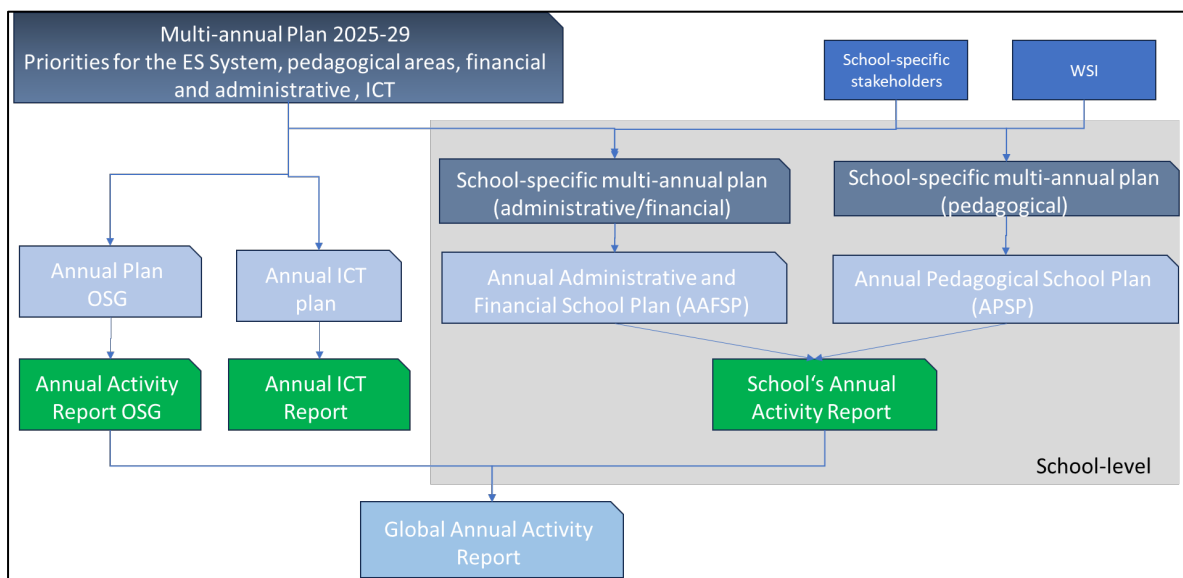 Multi-annual Plan 2025-29
Priorities for the ES System, pedagogical areas, financial
and administrative , ICT
School-specific
stakeholders
WSI
School-specific multi-annual plan
(administrative/financial)
School-specific multi-annual plan
(pedagogical)
Annual Plan
OSG
Annual ICT
plan
Annual Administrative and
Financial School Plan (AAFSP)
Annual Pedagogical School Plan
(APSP)
Annual Activity
Report OSG
Annual ICT
Report
School‘s Annual
Activity Report
School-level
Global Annual Activity
Report